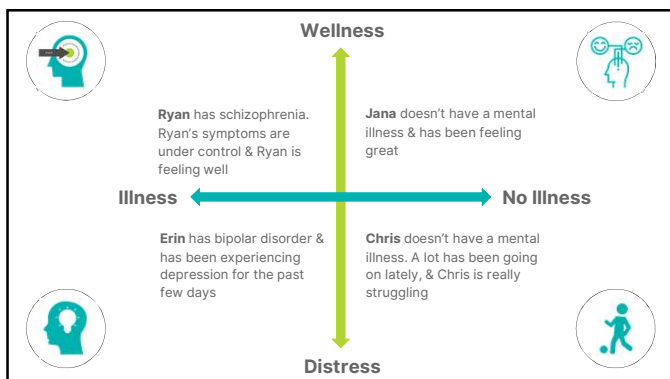 Wellness
Ryan has schizophrenia.
Ryan's symptoms are
under control & Ryan is
feeling well
Jana doesn't have a mental
illness & has been feeling
great
Illness
No Illness
Erin has bipolar disorder &
has been experiencing
depression for the past
few days
Chris doesn't have a mental
illness. A lot has been going
on lately, & Chris is really
struggling
Distress